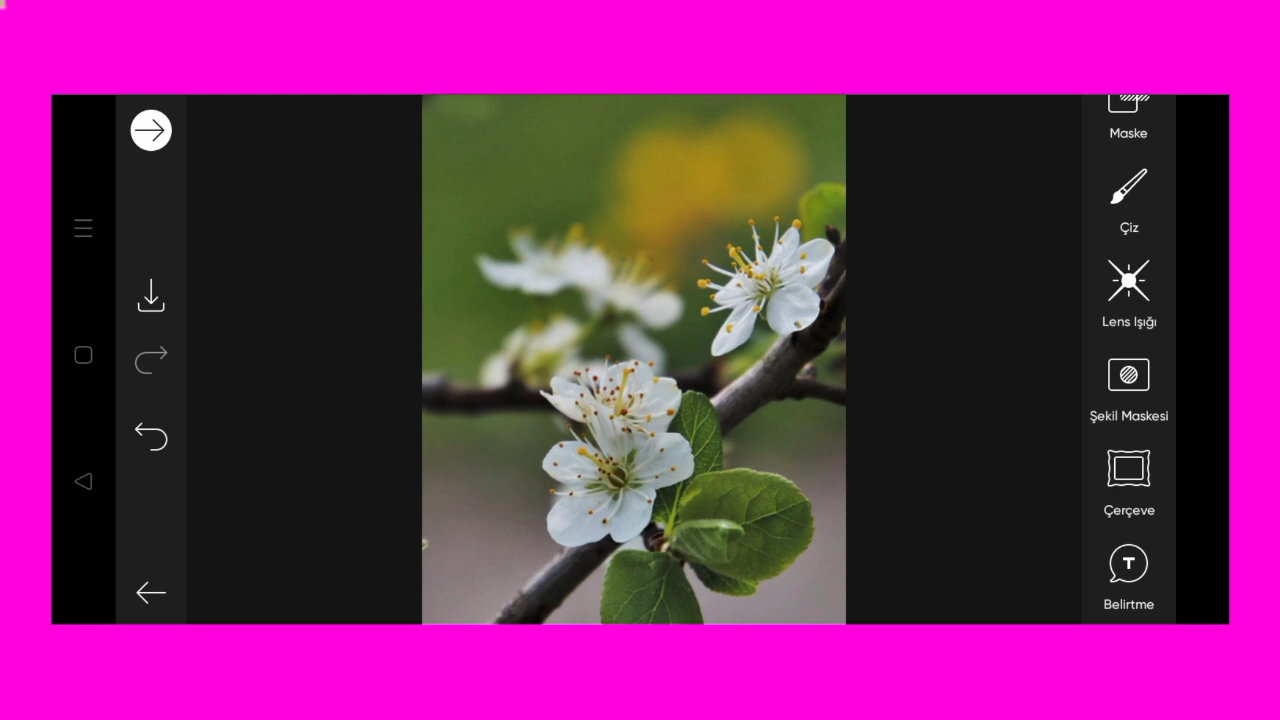 Maske
Çiz
Lens Işığı
Şekil Maskesi
Çerçeve
T
Belirtme